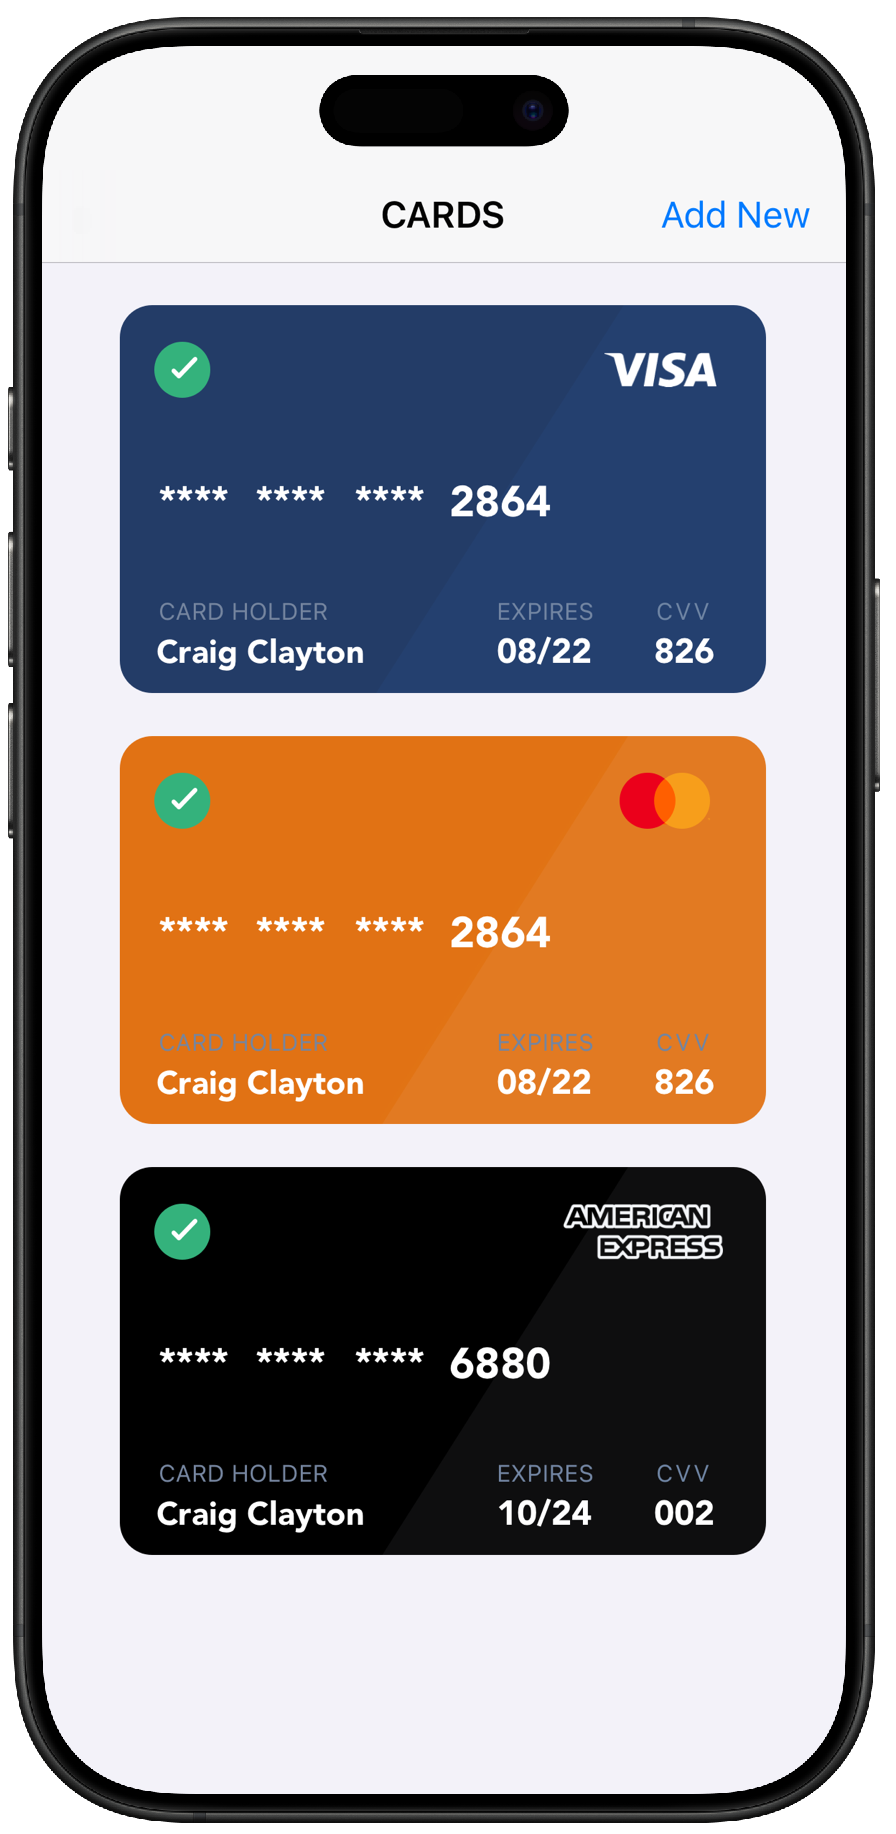 CARDS Add New
VISA
**** **** **** 2864
CARD HOLDER EXPIRES CVV
Craig Clayton 08/22 826
**** **** **** 2864
CARD HOLDER EXPIRES CVV
Craig Clayton 08/22 826
AMERICAN
EXPRESS
**** **** **** 6880
CARD HOLDER EXPIRES CVV
Craig Clayton 10/24 002